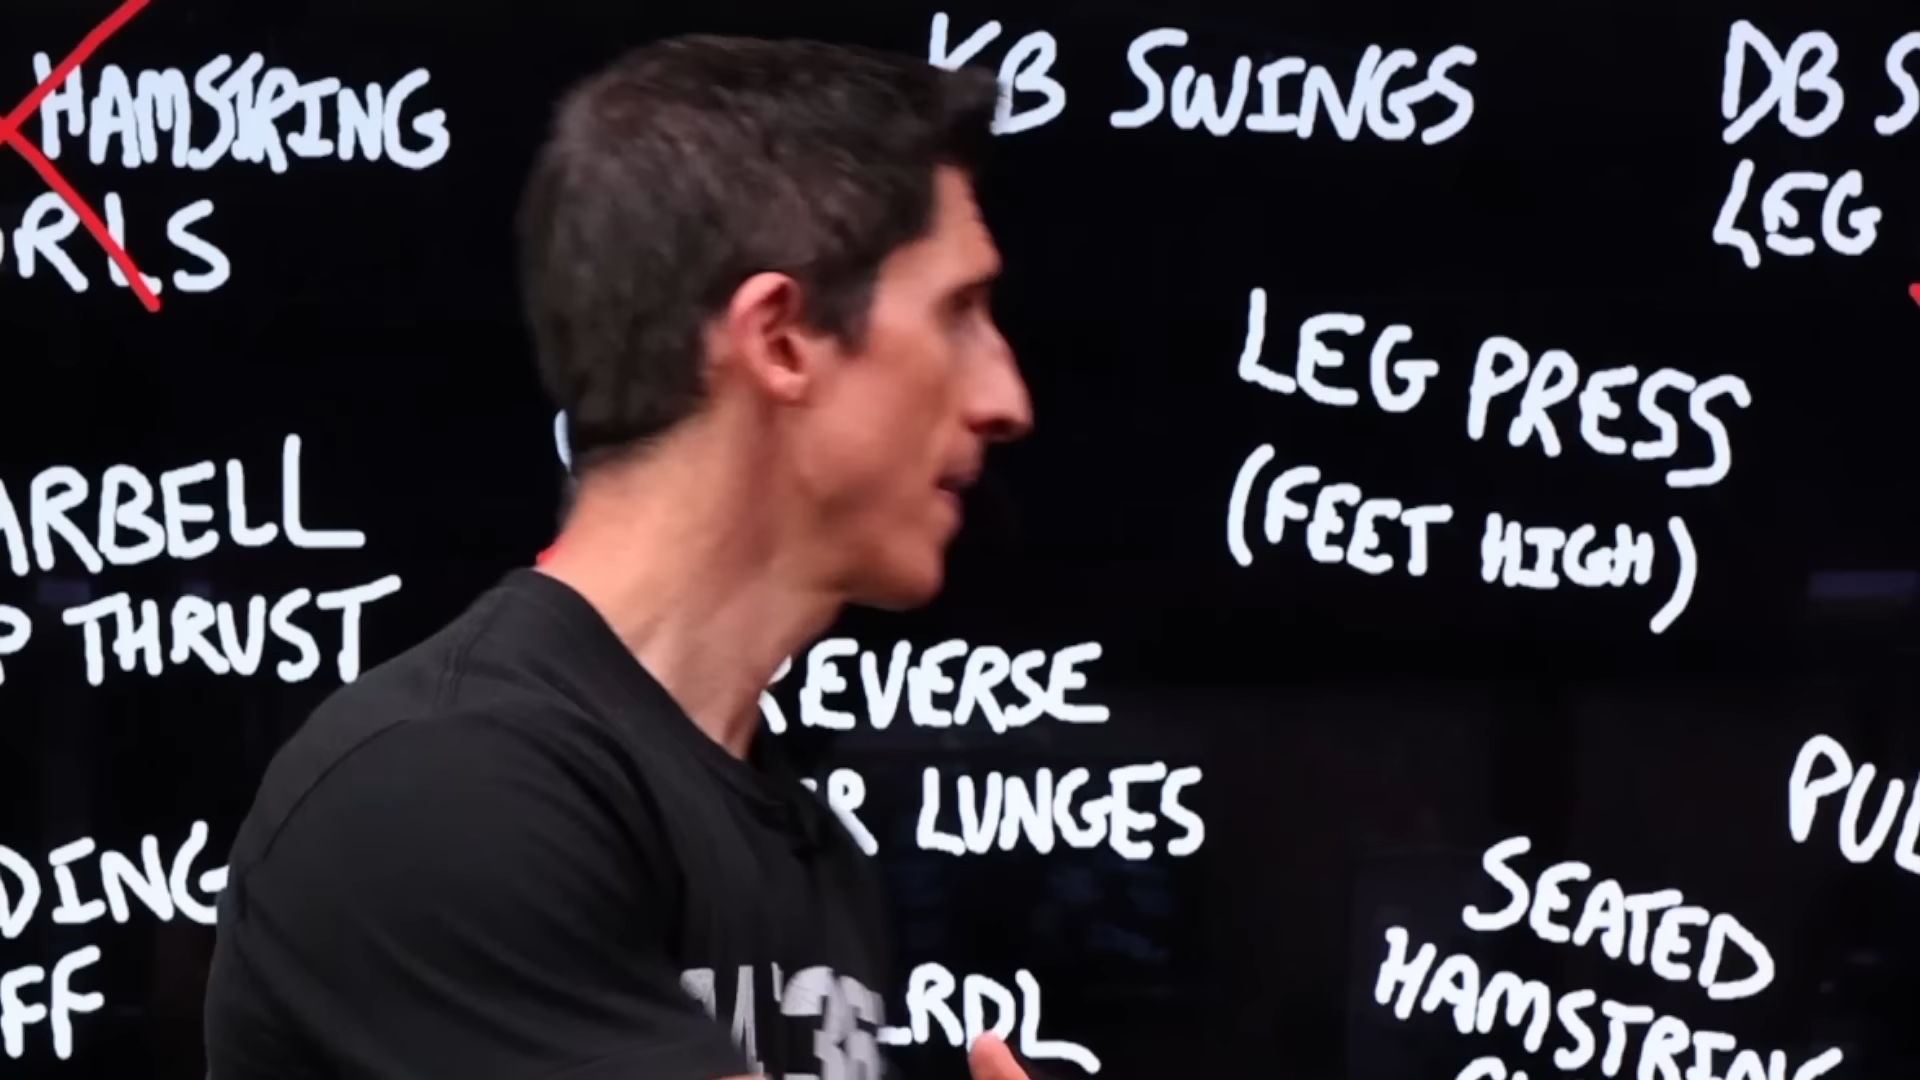 HAMSTRING
RLS
KB SWINGS
DB S
LEG
LEG PRESS
(FEET HIGH)
ARBELL
P THRUST
REVERSE
R LUNGES
DING
FF
RDL
PUL
SEATED
HAMSTRING